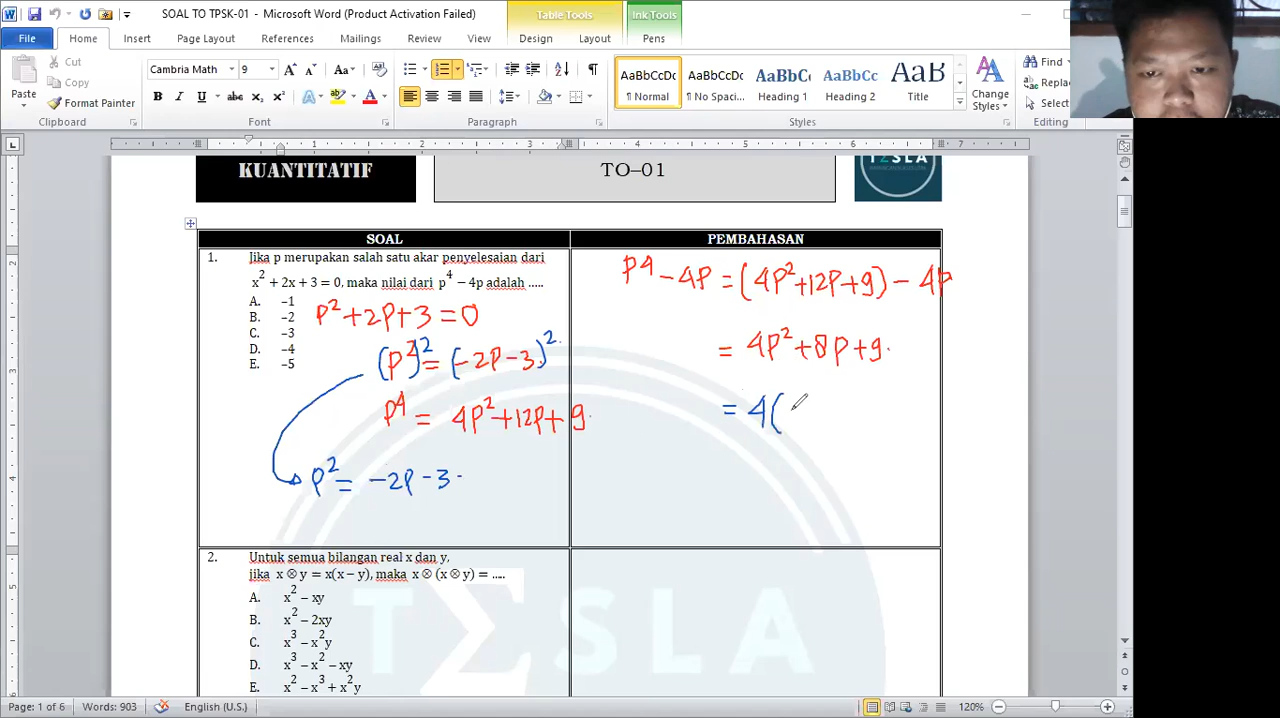 SOAL TO TPSK-01 - Microsoft Word (Product Activation Failed)
Table Tools
Ink Tools
File Home Insert Page Layout References Mailings Review View Design Layout Pens
Paste
Cut
Copy
Format Painter
Clipboard
Cambria Math 9
Font
Paragraph
AaBbCcDc
¶ Normal
AaBbCcDc
¶ No Spaci...
AaBbCc
Heading 1
AaBbCc
Heading 2
AaB
Title
Change
Styles
Styles
Find
Replace
Select
Editing
KUANTITATIF
TO–01
SOAL
PEMBAHASAN
1. Jika p merupakan salah satu akar penyelesaian dari
x² + 2x + 3 = 0, maka nilai dari p⁴ – 4p adalah .....
A. –1
B. –2
C. –3
D. –4
E. –5
p²+2p+3=0
(p²)²=(-2p-3)²
p⁴ = 4p²+12p+9
p² = -2p-3
p⁴-4p=(4p²+12p+9)-4p
= 4p²+8p+9
= 4(
2. Untuk semua bilangan real x dan y,
jika x ⊗ y = x(x – y), maka x ⊗ (x ⊗ y) = .....
A. x² – xy
B. x² – 2xy
C. x³ – x²y
D. x³ – x² – xy
E. x² – x³ + x²y
TΣSLA
Page: 1 of 6
Words: 903
English (U.S.)
120%